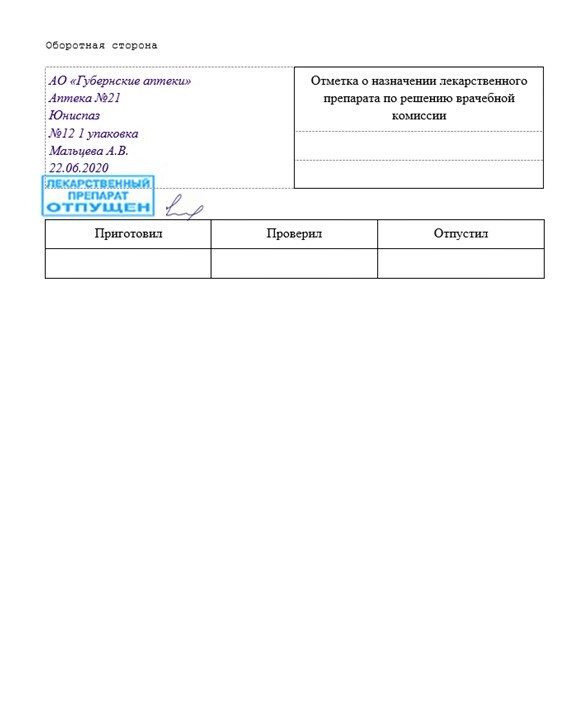 Оборотная сторона
АО «Губернские аптеки»
Аптека №21
Юниспаз
№12 1 упаковка
Мальцева А.В.
22.06.2020
ЛЕКАРСТВЕННЫЙ
ПРЕПАРАТ
ОТПУЩЕН
Отметка о назначении лекарственного
препарата по решению врачебной
комиссии
Приготовил
Проверил
Отпустил